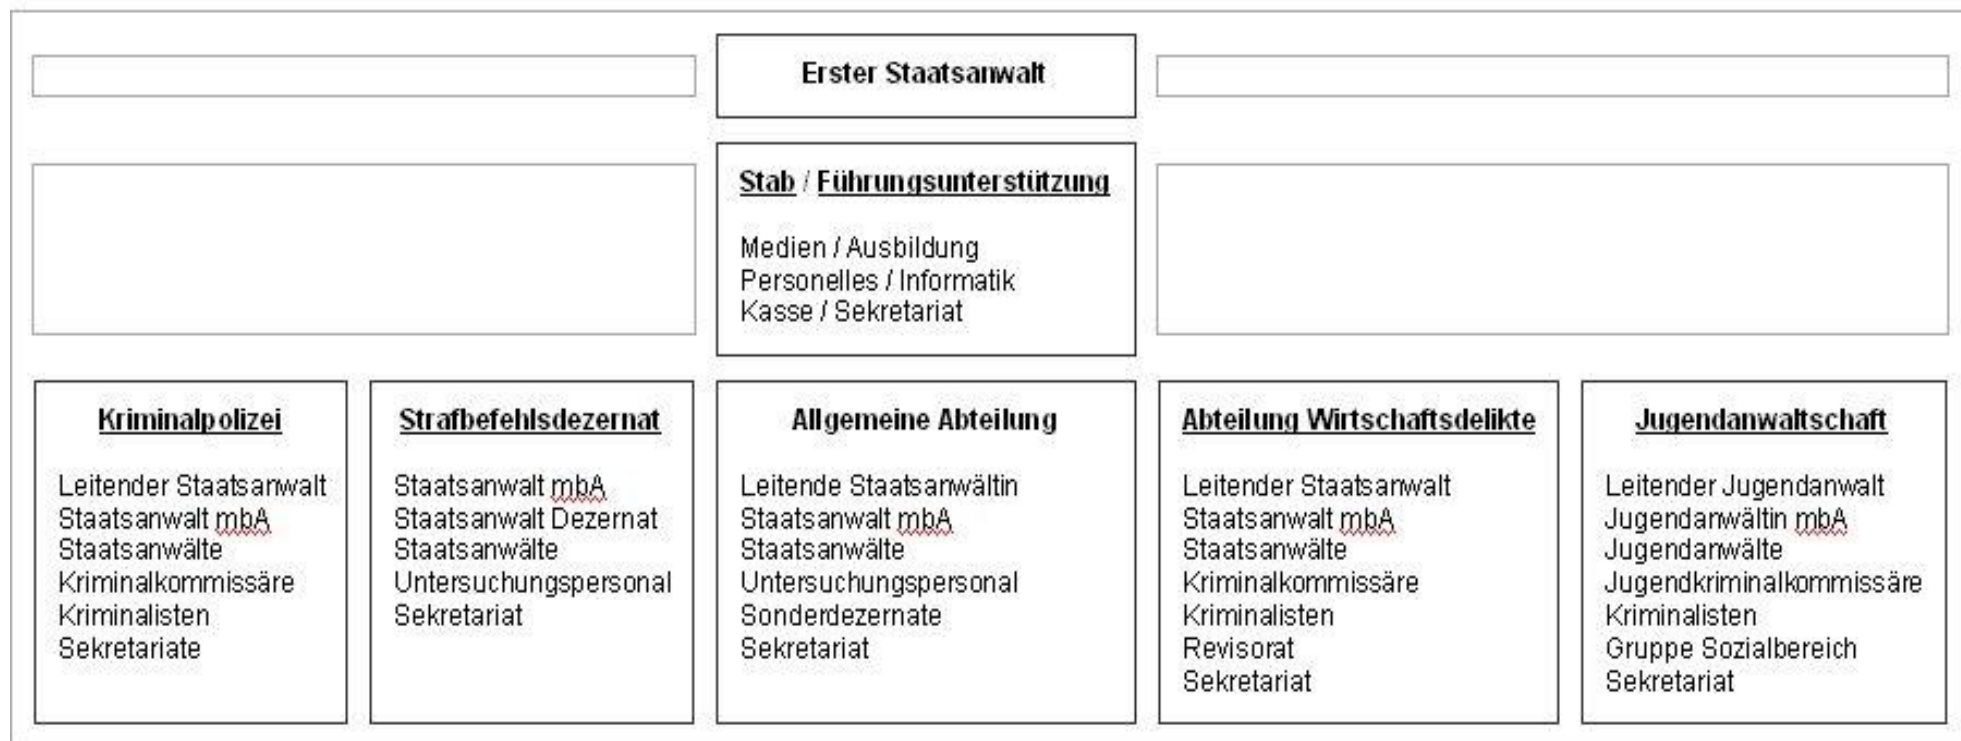 Erster Staatsanwalt
Stab / Führungsunterstützung
Medien / Ausbildung
Personelles / Informatik
Kasse / Sekretariat
Kriminalpolizei
Leitender Staatsanwalt
Staatsanwalt mbA
Staatsanwälte
Kriminalkommissäre
Kriminalisten
Sekretariate
Strafbefehlsdezernat
Staatsanwalt mbA
Staatsanwalt Dezernat
Staatsanwälte
Untersuchungspersonal
Sekretariat
Allgemeine Abteilung
Leitende Staatsanwältin
Staatsanwalt mbA
Staatsanwälte
Untersuchungspersonal
Sonderdezernate
Sekretariat
Abteilung Wirtschaftsdelikte
Leitender Staatsanwalt
Staatsanwalt mbA
Staatsanwälte
Kriminalkommissäre
Kriminalisten
Revisorat
Sekretariat
Jugendanwaltschaft
Leitender Jugendanwalt
Jugendanwältin mbA
Jugendanwälte
Jugendkriminalkommissäre
Kriminalisten
Gruppe Sozialbereich
Sekretariat